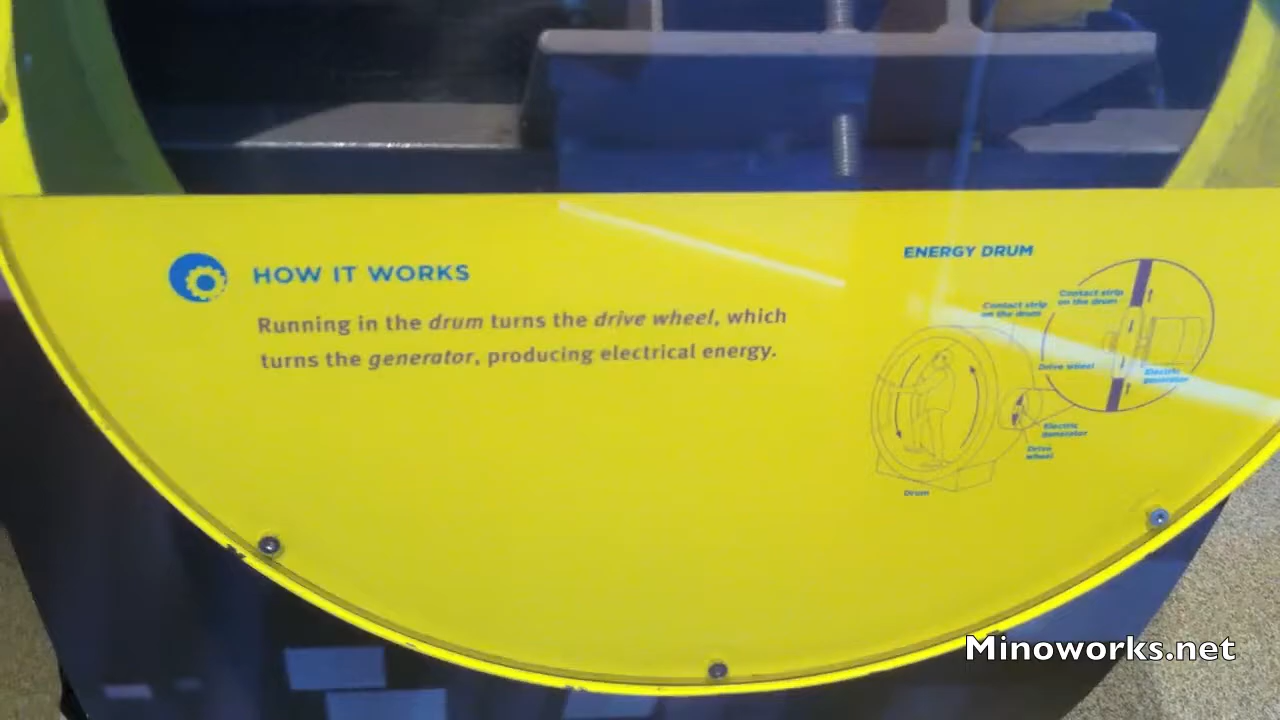 HOW IT WORKS
Running in the drum turns the drive wheel, which
turns the generator, producing electrical energy.
ENERGY DRUM
Contact strip
on the drum
Contact strip
on the drum
Drive wheel
Electric
generator
Electric
generator
Drive
wheel
Drum
Minoworks.net